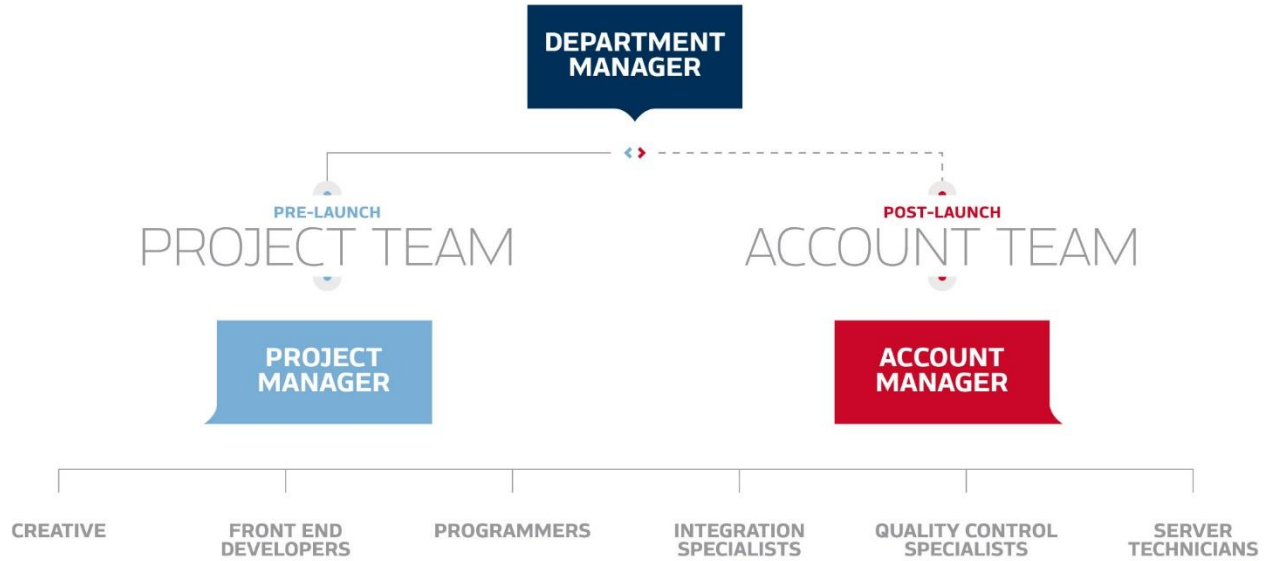 DEPARTMENT
MANAGER
PRE-LAUNCH
PROJECT TEAM
POST-LAUNCH
ACCOUNT TEAM
PROJECT
MANAGER
ACCOUNT
MANAGER
CREATIVE
FRONT END
DEVELOPERS
PROGRAMMERS
INTEGRATION
SPECIALISTS
QUALITY CONTROL
SPECIALISTS
SERVER
TECHNICIANS